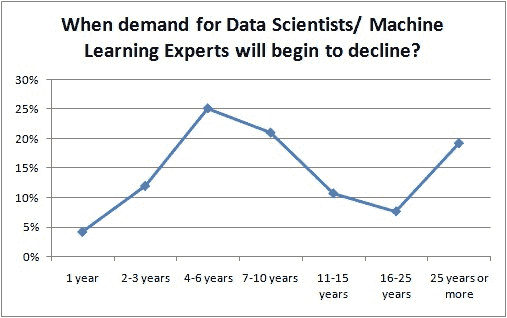 When demand for Data Scientists/ Machine
Learning Experts will begin to decline?
30%
25%
20%
15%
10%
5%
0%
1 year
2-3 years
4-6 years
7-10 years
11-15
years
16-25
years
25 years or
more